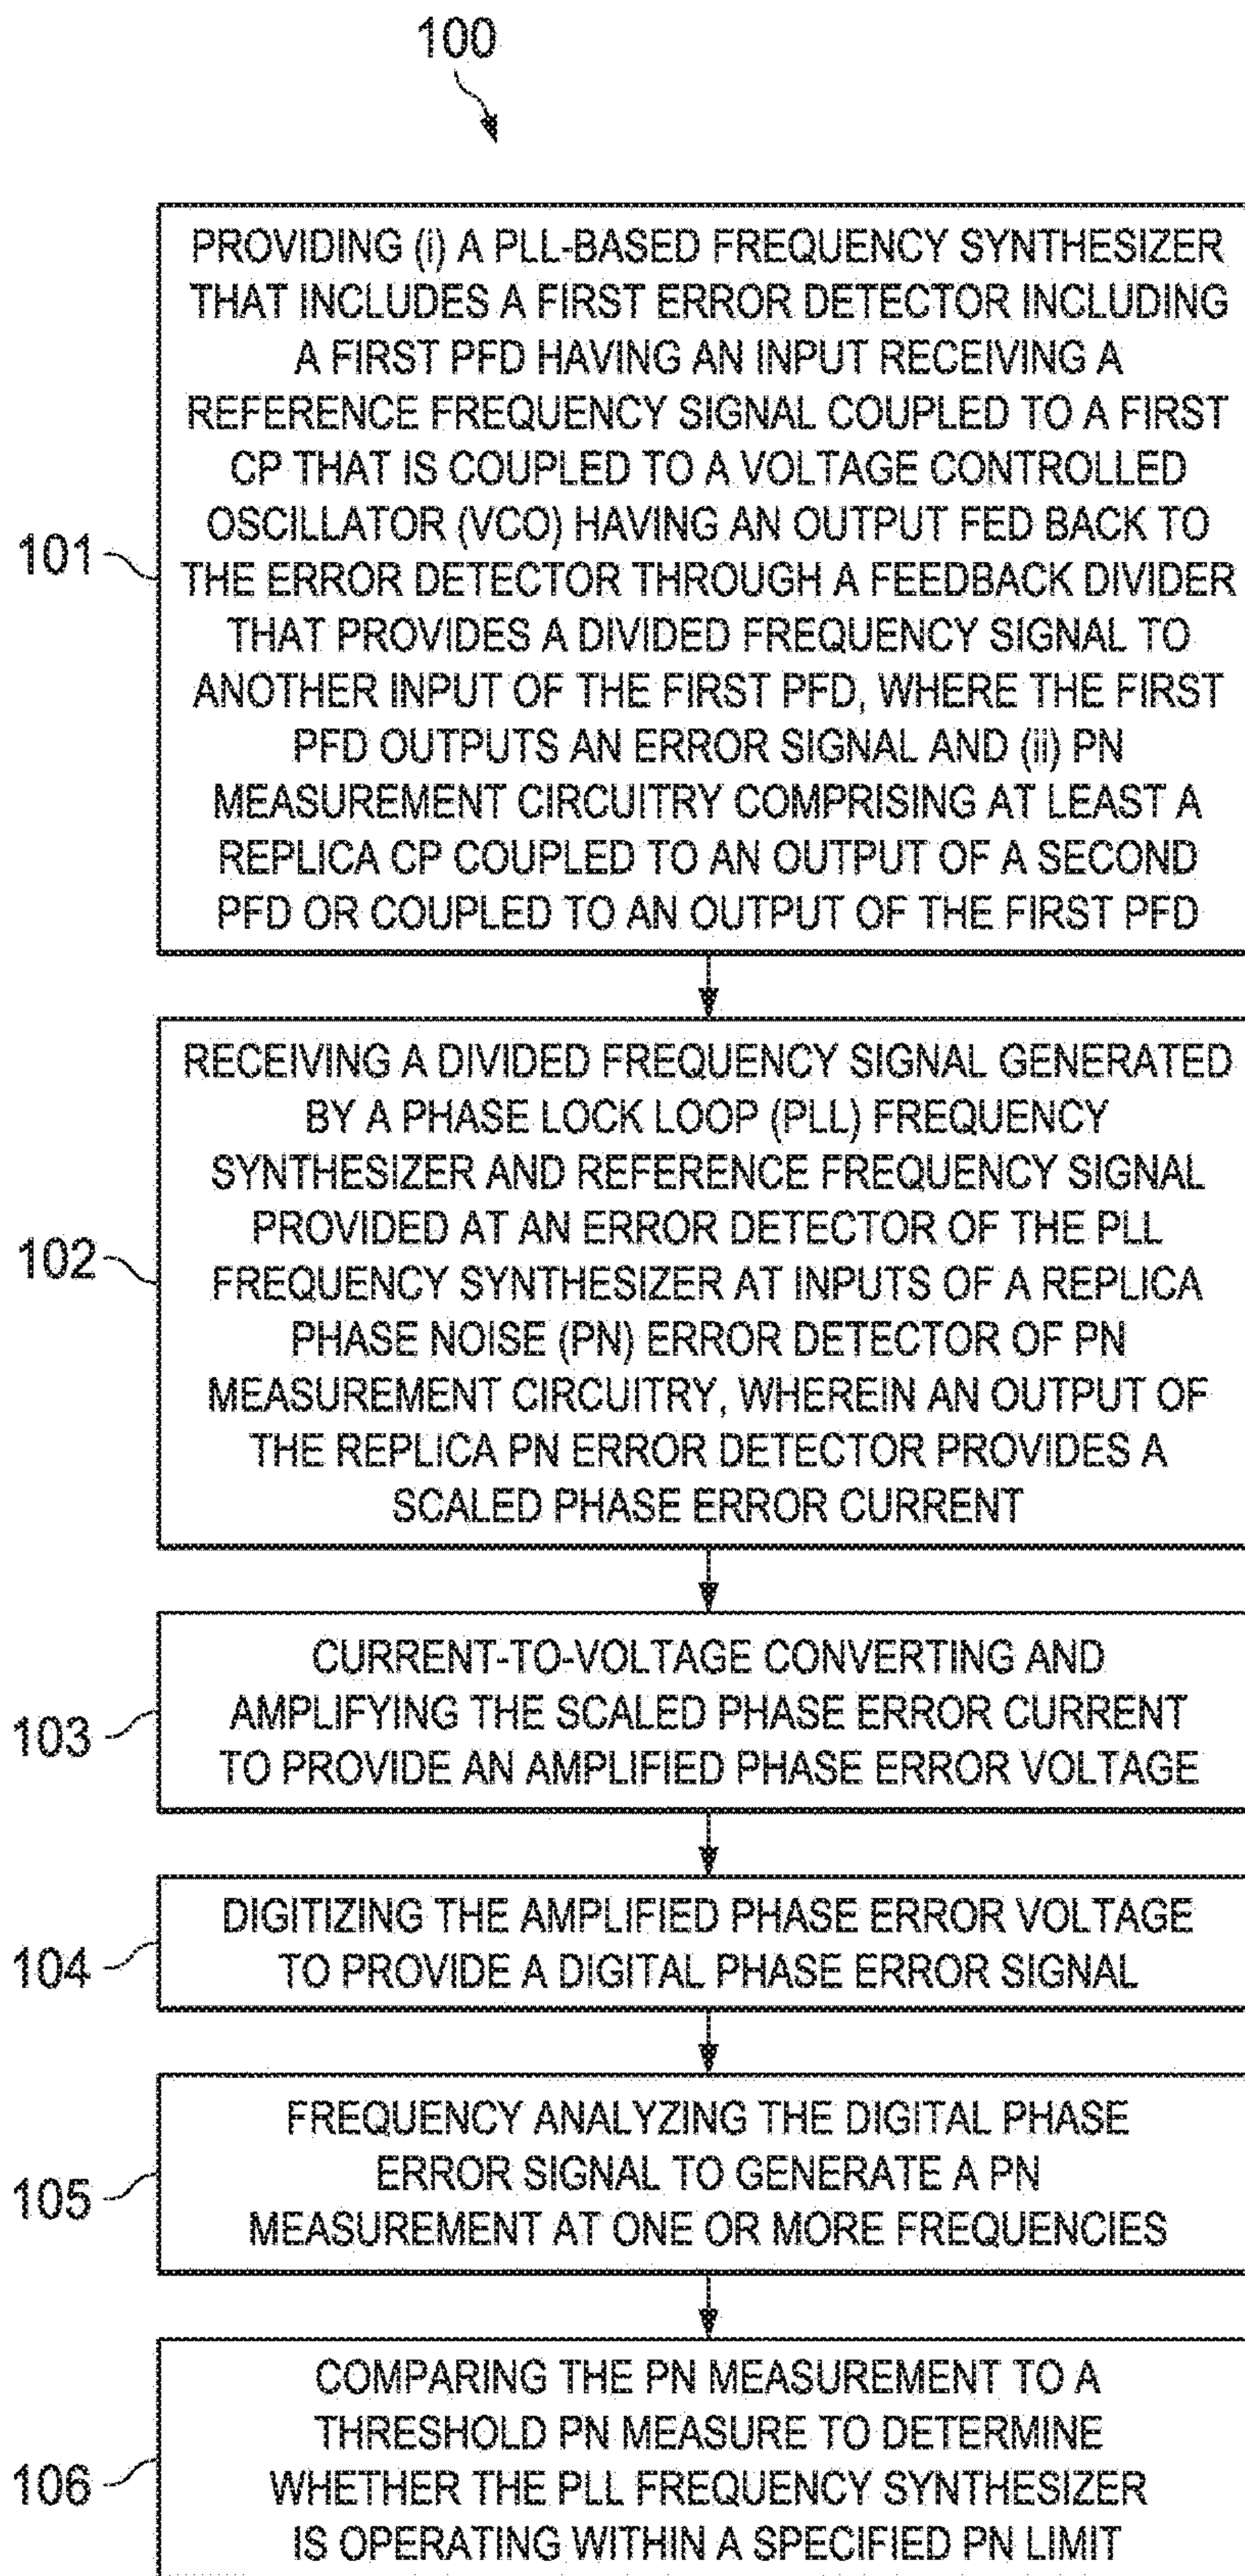 100
PROVIDING (i) A PLL-BASED FREQUENCY SYNTHESIZER
THAT INCLUDES A FIRST ERROR DETECTOR INCLUDING
A FIRST PFD HAVING AN INPUT RECEIVING A
REFERENCE FREQUENCY SIGNAL COUPLED TO A FIRST
CP THAT IS COUPLED TO A VOLTAGE CONTROLLED
OSCILLATOR (VCO) HAVING AN OUTPUT FED BACK TO
THE ERROR DETECTOR THROUGH A FEEDBACK DIVIDER
THAT PROVIDES A DIVIDED FREQUENCY SIGNAL TO
ANOTHER INPUT OF THE FIRST PFD, WHERE THE FIRST
PFD OUTPUTS AN ERROR SIGNAL AND (ii) PN
MEASUREMENT CIRCUITRY COMPRISING AT LEAST A
REPLICA CP COUPLED TO AN OUTPUT OF A SECOND
PFD OR COUPLED TO AN OUTPUT OF THE FIRST PFD
101
RECEIVING A DIVIDED FREQUENCY SIGNAL GENERATED
BY A PHASE LOCK LOOP (PLL) FREQUENCY
SYNTHESIZER AND REFERENCE FREQUENCY SIGNAL
PROVIDED AT AN ERROR DETECTOR OF THE PLL
FREQUENCY SYNTHESIZER AT INPUTS OF A REPLICA
PHASE NOISE (PN) ERROR DETECTOR OF PN
MEASUREMENT CIRCUITRY, WHEREIN AN OUTPUT OF
THE REPLICA PN ERROR DETECTOR PROVIDES A
SCALED PHASE ERROR CURRENT
102
CURRENT-TO-VOLTAGE CONVERTING AND
AMPLIFYING THE SCALED PHASE ERROR CURRENT
TO PROVIDE AN AMPLIFIED PHASE ERROR VOLTAGE
103
DIGITIZING THE AMPLIFIED PHASE ERROR VOLTAGE
TO PROVIDE A DIGITAL PHASE ERROR SIGNAL
104
FREQUENCY ANALYZING THE DIGITAL PHASE
ERROR SIGNAL TO GENERATE A PN
MEASUREMENT AT ONE OR MORE FREQUENCIES
105
COMPARING THE PN MEASUREMENT TO A
THRESHOLD PN MEASURE TO DETERMINE
WHETHER THE PLL FREQUENCY SYNTHESIZER
IS OPERATING WITHIN A SPECIFIED PN LIMIT
106